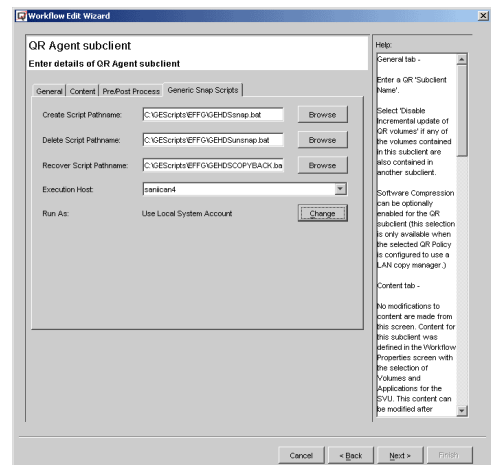 Workflow Edit Wizard
QR Agent subclient
Enter details of QR Agent subclient
General Content Pre/Post Process Generic Snap Scripts
Create Script Pathname: C:\GEScripts\EFFG\GEHDSsnap.bat Browse
Delete Script Pathname: C:\GEScripts\EFFG\GEHDSunsnap.bat Browse
Recover Script Pathname: C:\GEScripts\EFFG\GEHDSCOPYBACK.ba Browse
Execution Host: sanican4
Run As: Use Local System Account Change
Help:
General tab -
Enter a QR 'Subclient
Name'.
Select 'Disable
Incremental update of
QR volumes' if any of
the volumes contained
in this subclient are
also contained in
another subclient.
Software Compression
can be optionally
enabled for the QR
subclient (this selection
is only available when
the selected QR Policy
is configured to use a
LAN copy manager.)
Content tab -
No modifications to
content are made from
this screen. Content for
this subclient was
defined in the Workflow
Properties screen with
the selection of
Volumes and
Applications for the
SVU. This content can
be modified after
Cancel < Back Next > Finish